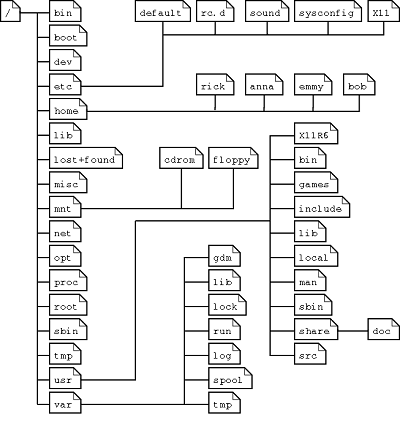 / bin default rc.d sound sysconfig X11
boot
dev
etc
home rick anna emmy bob
lib X11R6
lost+found cdrom floppy bin
misc games
mnt include
net lib
opt gdm local
proc lib man
root lock sbin
sbin run share doc
tmp log src
usr spool
var tmp